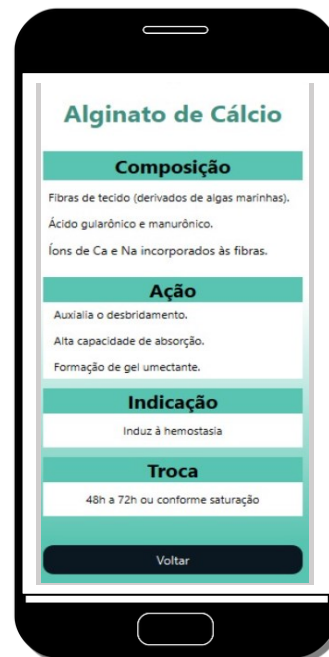 Alginato de Cálcio
Composição
Fibras de tecido (derivados de algas marinhas).
Ácido gularônico e manurônico.
Íons de Ca e Na incorporados às fibras.
Ação
Auxialia o desbridamento.
Alta capacidade de absorção.
Formação de gel umectante.
Indicação
Induz à hemostasia
Troca
48h a 72h ou conforme saturação
Voltar